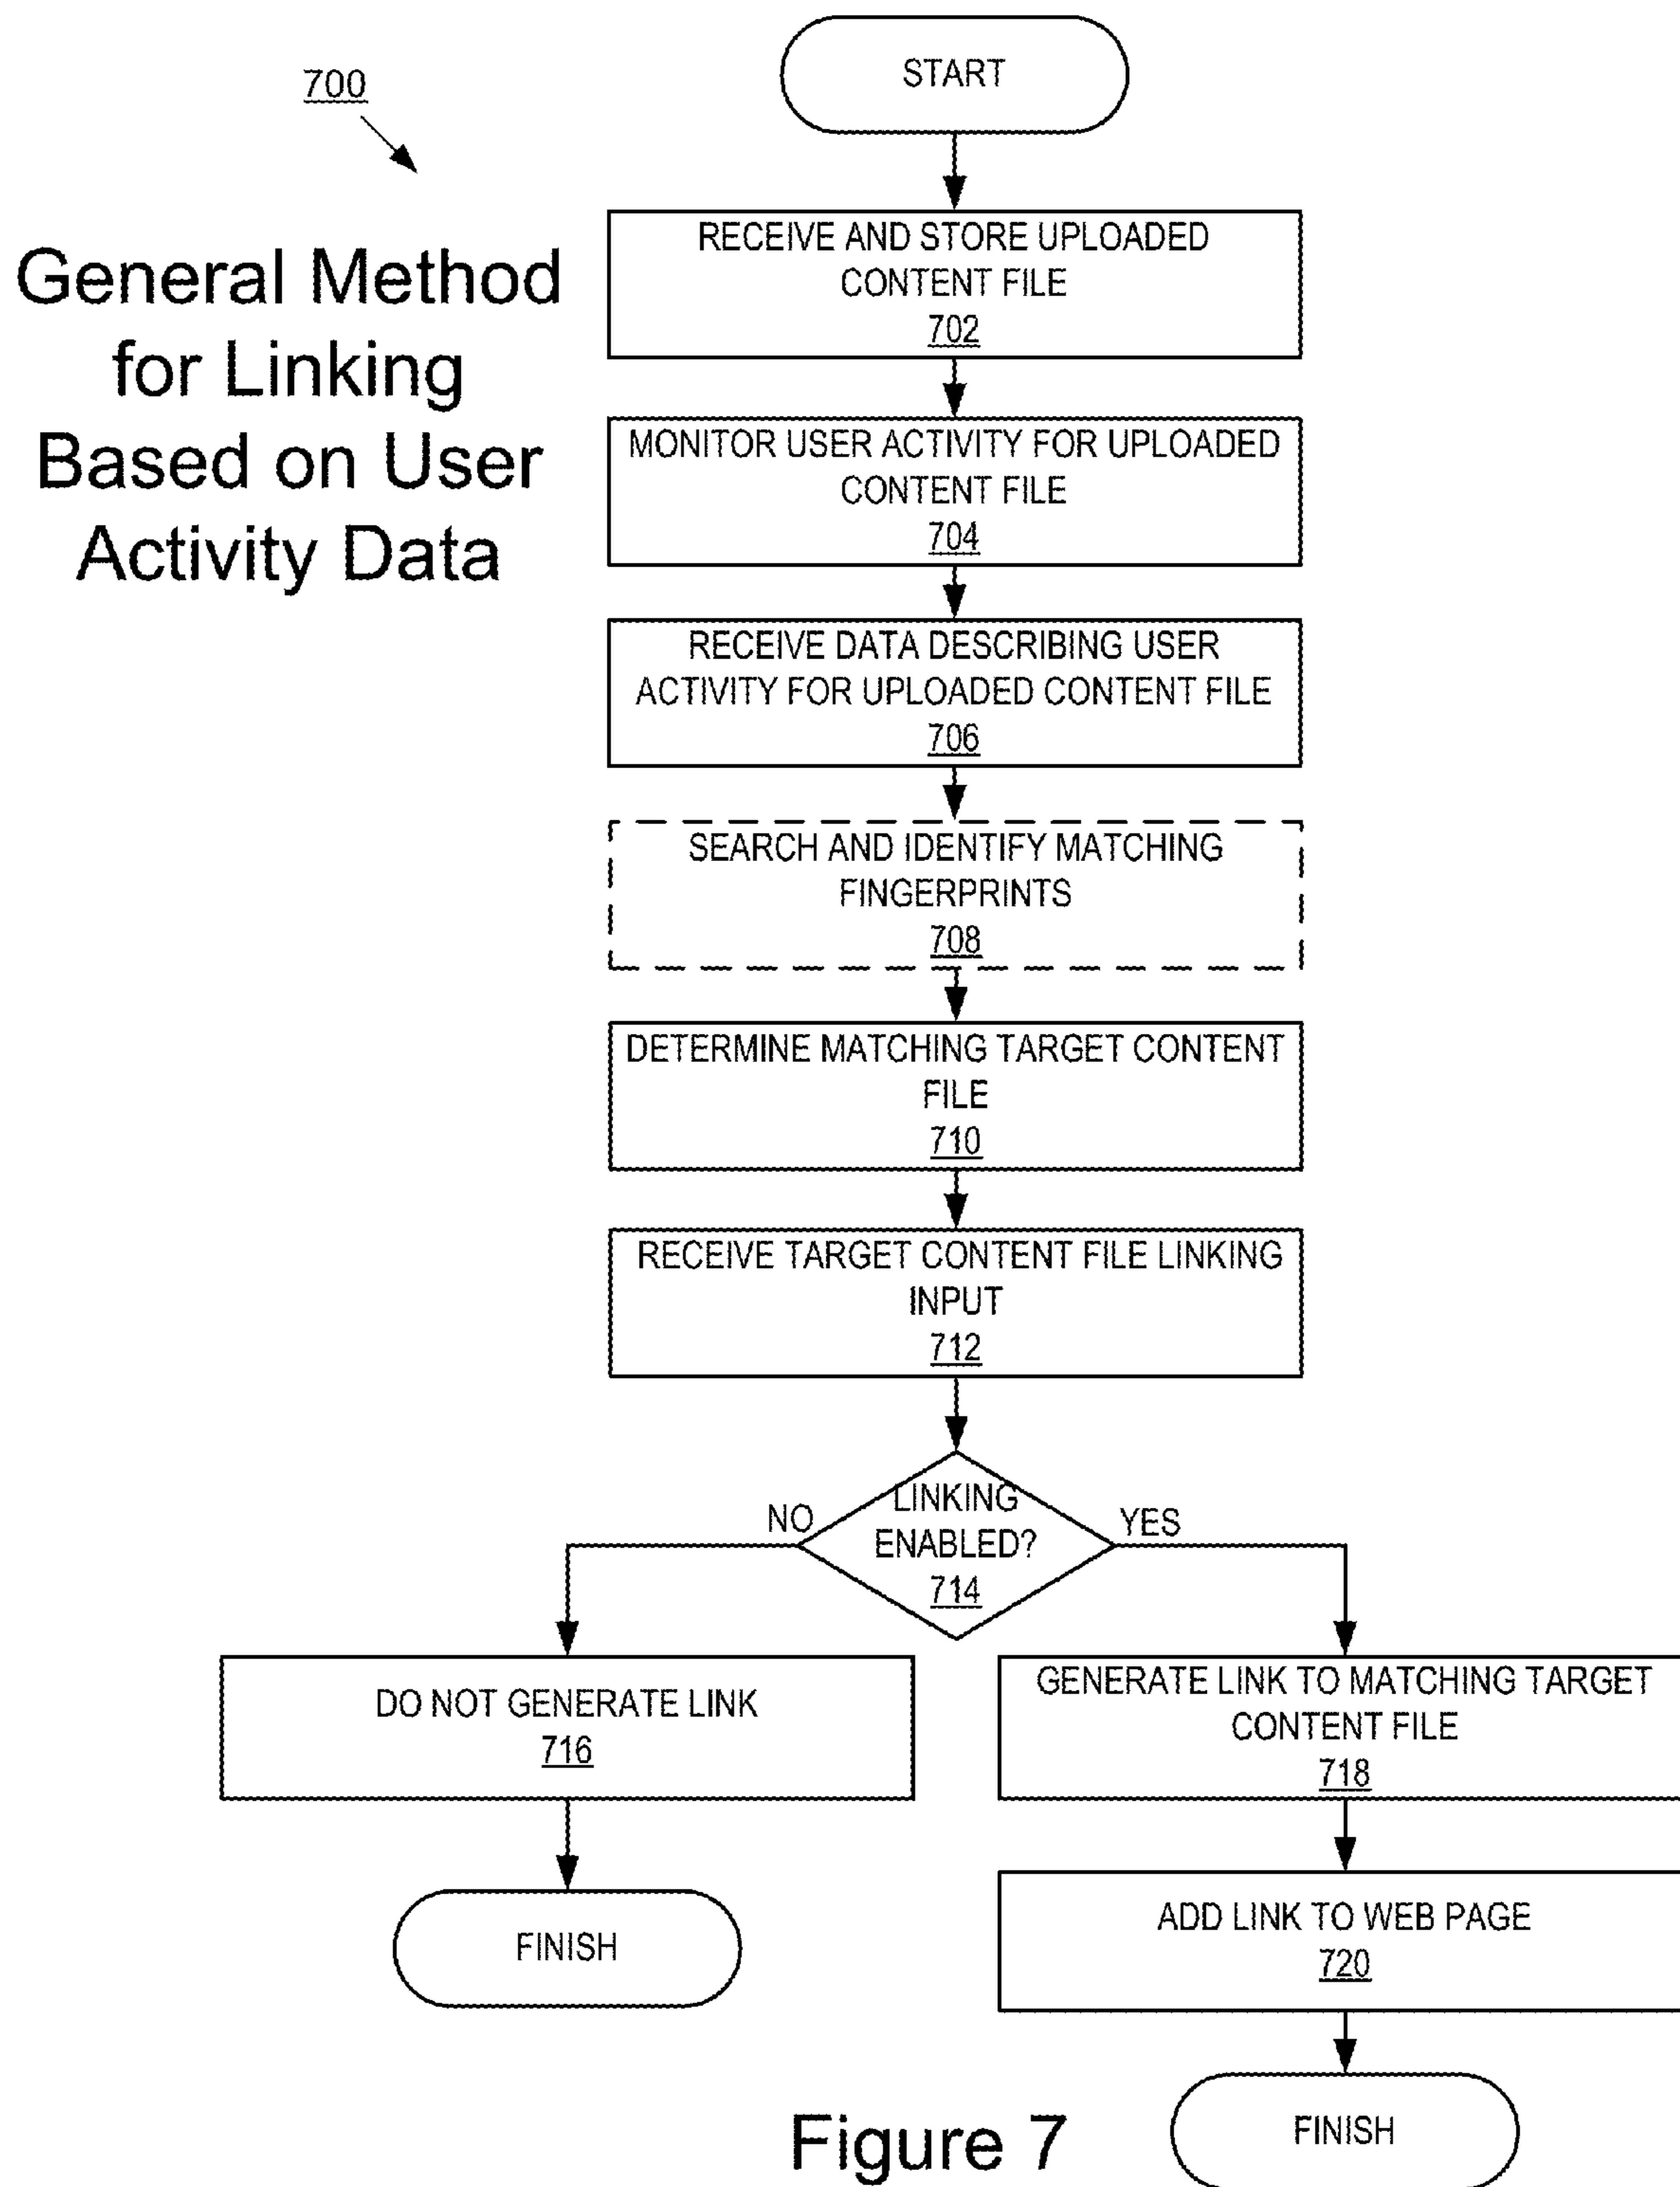 700
General Method
for Linking
Based on User
Activity Data
START
RECEIVE AND STORE UPLOADED
CONTENT FILE
702
MONITOR USER ACTIVITY FOR UPLOADED
CONTENT FILE
704
RECEIVE DATA DESCRIBING USER
ACTIVITY FOR UPLOADED CONTENT FILE
706
SEARCH AND IDENTIFY MATCHING
FINGERPRINTS
708
DETERMINE MATCHING TARGET CONTENT
FILE
710
RECEIVE TARGET CONTENT FILE LINKING
INPUT
712
LINKING
ENABLED?
714
NO
YES
DO NOT GENERATE LINK
716
FINISH
GENERATE LINK TO MATCHING TARGET
CONTENT FILE
718
ADD LINK TO WEB PAGE
720
FINISH
Figure 7